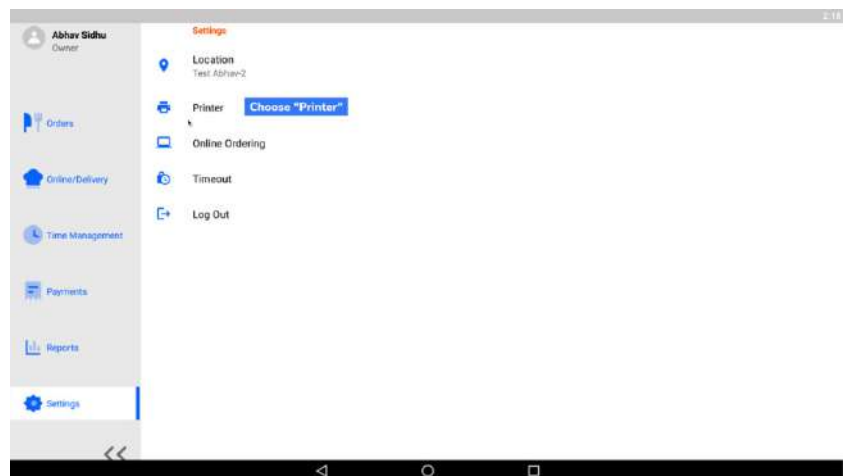 2:18
Abhav Sidhu
Owner
Orders
Online/Delivery
Time Management
Payments
Reports
Settings
Settings
Location
Test Abhav-2
Printer
Choose "Printer"
Online Ordering
Timeout
Log Out